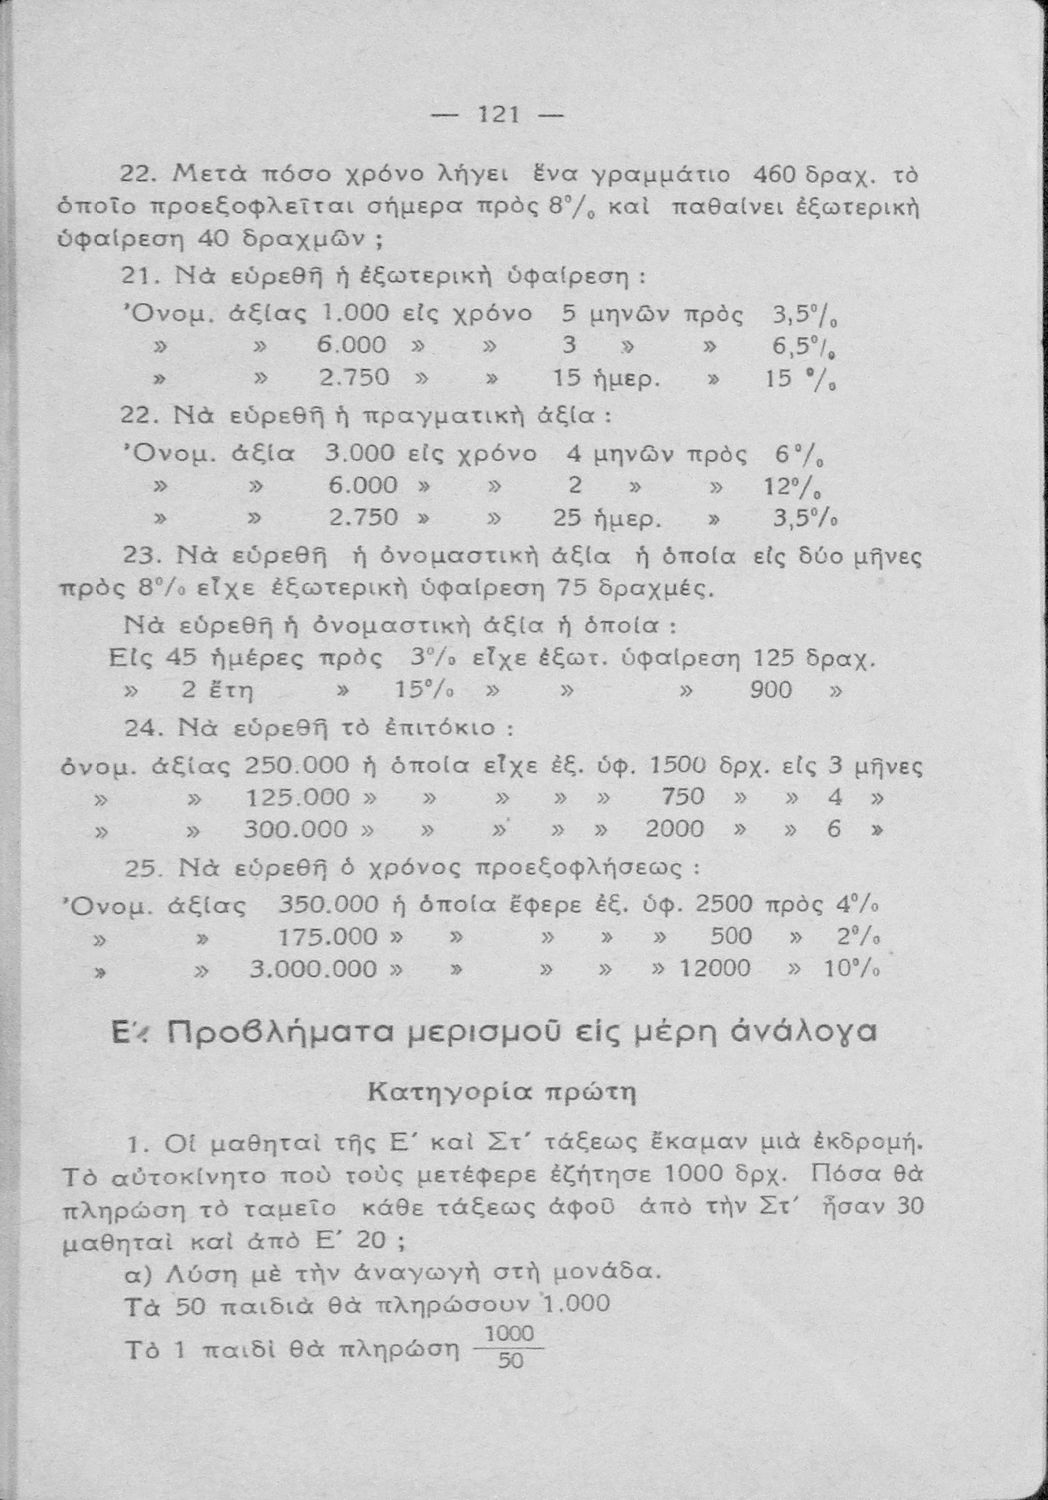 — 121 —
22. Μετὰ πόσο χρόνο λήγει ἕνα γραμμάτιο 460 δραχ. τὸ
ὁποῖο προεξοφλεῖται σήμερα πρὸς 8% καὶ παθαίνει ἐξωτερικὴ
ὑφαίρεση 40 δραχμῶν ;
21. Νὰ εὑρεθῆ ἡ ἐξωτερικὴ ὑφαίρεση :
Ὀνομ. ἀξίας 1.000 εἰς χρόνο 5 μηνῶν πρὸς 3,5%
» » 6.000 » » 3 » » 6,5%
» » 2.750 » » 15 ἡμερ. » 15 %
22. Νὰ εὑρεθῆ ἡ πραγματικὴ ἀξία :
Ὀνομ. ἀξία 3.000 εἰς χρόνο 4 μηνῶν πρὸς 6%
» » 6.000 » » 2 » » 12%
» » 2.750 » » 25 ἡμερ. » 3,5%
23. Νὰ εὑρεθῆ ἡ ὀνομαστικὴ ἀξία ἡ ὁποία εἰς δύο μῆνες
πρὸς 8% εἶχε ἐξωτερικὴ ὑφαίρεση 75 δραχμές.
Νὰ εὑρεθῆ ἡ ὀνομαστικὴ ἀξία ἡ ὁποία :
Εἰς 45 ἡμέρες πρὸς 3% εἶχε ἐξωτ. ὑφαίρεση 125 δραχ.
» 2 ἔτη » 15% » » » 900 »
24. Νὰ εὑρεθῆ τὸ ἐπιτόκιο :
ὀνομ. ἀξίας 250.000 ἡ ὁποία εἶχε ἐξ. ὑφ. 1500 δρχ. εἰς 3 μῆνες
» » 125.000 » » » » » 750 » » 4 »
» » 300.000 » » » » » 2000 » » 6 »
25. Νὰ εὑρεθῆ ὁ χρόνος προεξοφλήσεως :
Ὀνομ. ἀξίας 350.000 ἡ ὁποία ἔφερε ἐξ. ὑφ. 2500 πρὸς 4%
» » 175.000 » » » » » 500 » 2%
» » 3.000.000 » » » » » 12000 » 10%
Ε΄. Προβλήματα μερισμοῦ εἰς μέρη ἀνάλογα
Κατηγορία πρώτη
1. Οἱ μαθηταὶ τῆς Ε΄ καὶ Στ΄ τάξεως ἔκαμαν μιὰ ἐκδρομή.
Τὸ αὐτοκίνητο ποὺ τοὺς μετέφερε ἐζήτησε 1000 δρχ. Πόσα θὰ
πληρώση τὸ ταμεῖο κάθε τάξεως ἀφοῦ ἀπὸ τὴν Στ΄ ἦσαν 30
μαθηταὶ καὶ ἀπὸ Ε΄ 20 ;
α) Λύση μὲ τὴν ἀναγωγὴ στὴ μονάδα.
Τὰ 50 παιδιὰ θὰ πληρώσουν 1.000
Τὸ 1 παιδὶ θὰ πληρώση 1000/50